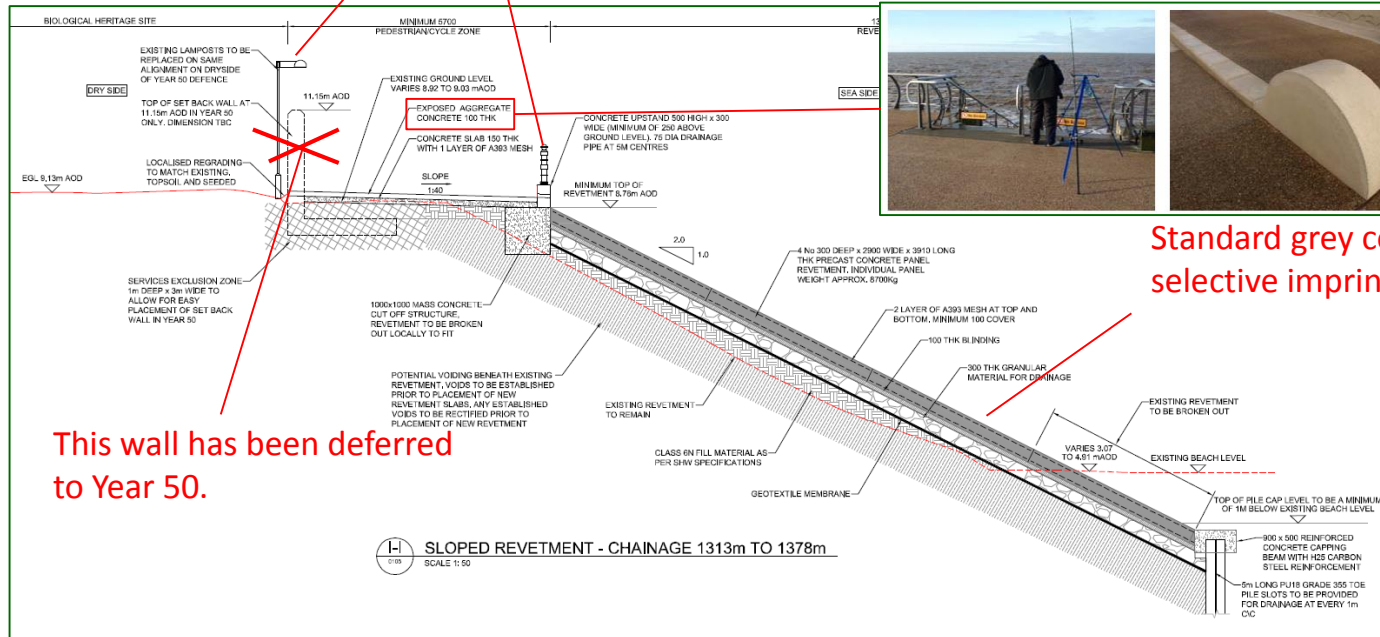 BIOLOGICAL HERITAGE SITE
MINIMUM 5700
PEDESTRIAN/CYCLE ZONE
13
REVE
EXISTING LAMPOSTS TO BE
REPLACED ON SAME
ALIGNMENT ON DRYSIDE
OF YEAR 50 DEFENCE
DRY SIDE
TOP OF SET BACK WALL AT
11.15m AOD IN YEAR 50
ONLY. DIMENSION TBC
11.15m AOD
EXISTING GROUND LEVEL
VARIES 8.92 TO 9.03 mAOD
EXPOSED AGGREGATE
CONCRETE 100 THK
CONCRETE SLAB 150 THK
WITH 1 LAYER OF A393 MESH
SEA SIDE
CONCRETE UPSTAND 500 HIGH x 300
WIDE (MINIMUM OF 250 ABOVE
GROUND LEVEL). 75 DIA DRAINAGE
PIPE AT 5M CENTRES
LOCALISED REGRADING
TO MATCH EXISTING,
TOPSOIL AND SEEDED
EGL 9.13m AOD
SLOPE
1:40
MINIMUM TOP OF
REVETMENT 8.76m AOD
2.0
1.0
Standard grey co
selective imprin
4 No 300 DEEP x 2900 WIDE x 3910 LONG
THK PRECAST CONCRETE PANEL
REVETMENT. INDIVIDUAL PANEL
WEIGHT APPROX. 8700Kg
SERVICES EXCLUSION ZONE
1m DEEP x 3m WIDE TO
ALLOW FOR EASY
PLACEMENT OF SET BACK
WALL IN YEAR 50
1000x1000 MASS CONCRETE
CUT OFF STRUCTURE,
REVETMENT TO BE BROKEN
OUT LOCALLY TO FIT
2 LAYER OF A393 MESH AT TOP AND
BOTTOM, MINIMUM 100 COVER
100 THK BLINDING
300 THK GRANULAR
MATERIAL FOR DRAINAGE
POTENTIAL VOIDING BENEATH EXISTING
REVETMENT, VOIDS TO BE ESTABLISHED
PRIOR TO PLACEMENT OF NEW
REVETMENT SLABS, ANY ESTABLISHED
VOIDS TO BE RECTIFIED PRIOR TO
PLACEMENT OF NEW REVETMENT
EXISTING REVETMENT
TO REMAIN
EXISTING REVETMENT
TO BE BROKEN OUT
This wall has been deferred
to Year 50.
CLASS 6N FILL MATERIAL AS
PER SHW SPECIFICATIONS
VARIES 3.07
TO 4.91 mAOD
EXISTING BEACH LEVEL
GEOTEXTILE MEMBRANE
TOP OF PILE CAP LEVEL TO BE A MINIMUM
OF 1M BELOW EXISTING BEACH LEVEL
I-I
0105
SLOPED REVETMENT - CHAINAGE 1313m TO 1378m
SCALE 1: 50
900 x 500 REINFORCED
CONCRETE CAPPING
BEAM WITH H25 CARBON
STEEL REINFORCEMENT
5m LONG PU18 GRADE 355 TOE
PILE SLOTS TO BE PROVIDED
FOR DRAINAGE AT EVERY 1m
C\C